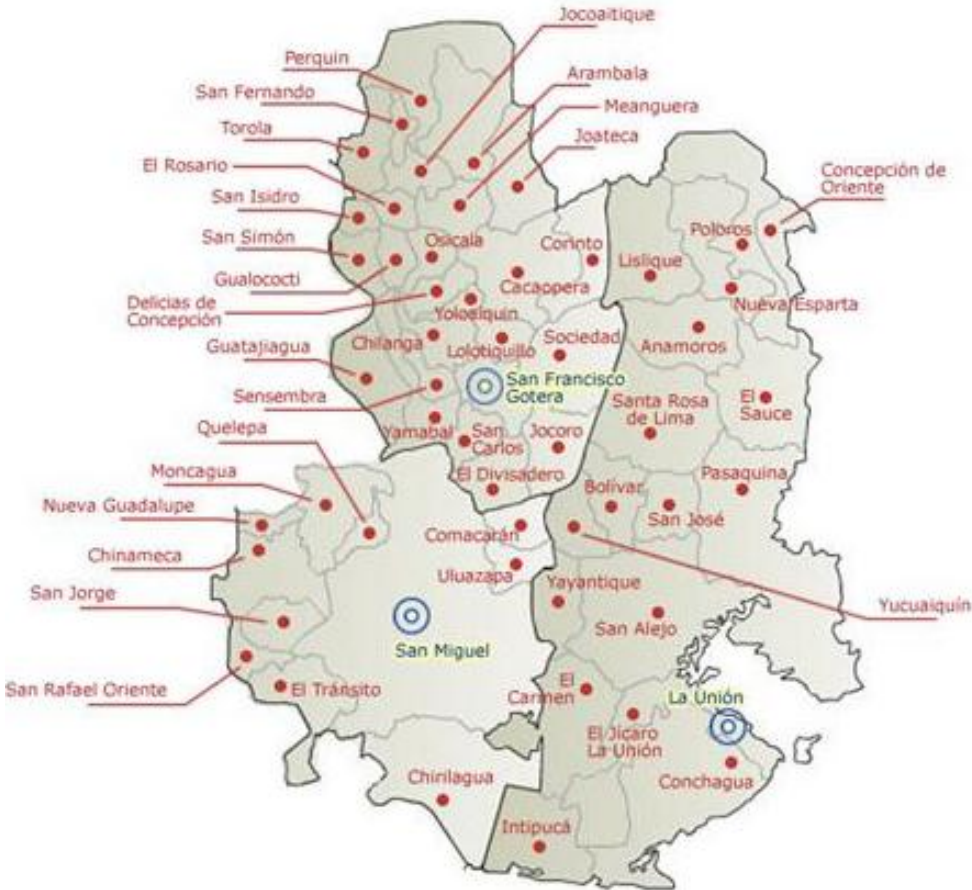 Jocoaitique
Perquin
Arambala
San Fernando
Meanguera
Torola
Joateca
El Rosario
Concepción de
Oriente
San Isidro
Polóros
San Simón
Osicala
Corinto
Lislique
Gualococti
Cacaopera
Nueva Esparta
Delicias de
Concepción
Yoloaiquin
Chilanga
Lolotiquillo
Sociedad
Anamoros
Guatajiagua
San Francisco
Gotera
Sensembra
Santa Rosa
de Lima
El
Sauce
Quelepa
Yamabal
San
Carlos
Jocoro
Moncagua
El Divisadero
Bolívar
Pasaquina
Nueva Guadalupe
San José
Comacarán
Chinameca
Uluazapa
Yayantique
San Jorge
Yucuaiquín
San Alejo
San Miguel
San Rafael Oriente
El Tránsito
El
Carmen
La Unión
El Jícaro
La Unión
Chirilagua
Conchagua
Intipucá